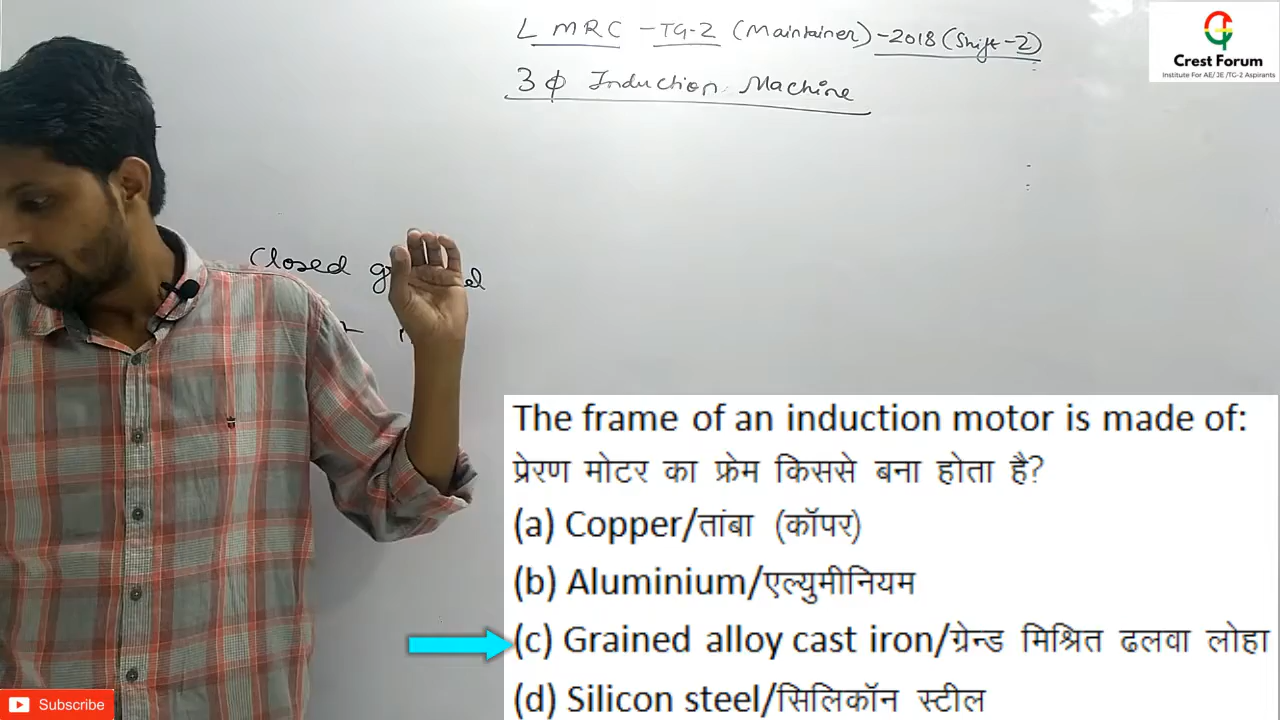 L MRC - TG-2 (Maintainer) - 2018 (Shift-2)
3 ϕ Induction Machine
Crest Forum
Institute For AE/ JE /TG-2 Aspirants
Closed
The frame of an induction motor is made of:
प्रेरण मोटर का फ्रेम किससे बना होता है?
(a) Copper/तांबा (कॉपर)
(b) Aluminium/एल्युमीनियम
(c) Grained alloy cast iron/ग्रेन्ड मिश्रित ढलवा लोहा
(d) Silicon steel/सिलिकॉन स्टील
Subscribe